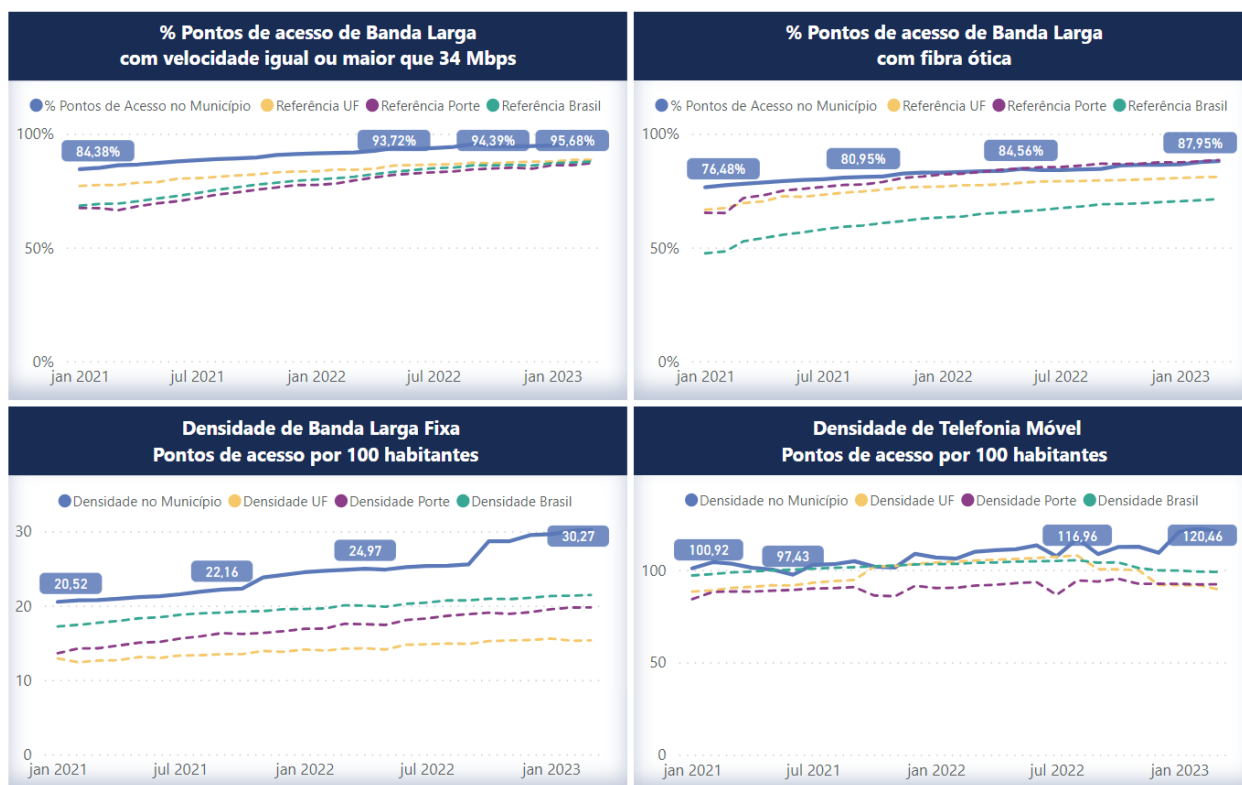 % Pontos de acesso de Banda Larga
com velocidade igual ou maior que 34 Mbps
% Pontos de Acesso no Município Referência UF Referência Porte Referência Brasil
100%
84,38%
93,72%
94,39%
95,68%
50%
0%
jan 2021 jul 2021 jan 2022 jul 2022 jan 2023
% Pontos de acesso de Banda Larga
com fibra ótica
% Pontos de Acesso no Município Referência UF Referência Porte Referência Brasil
100%
76,48%
80,95%
84,56%
87,95%
50%
0%
jan 2021 jul 2021 jan 2022 jul 2022 jan 2023
Densidade de Banda Larga Fixa
Pontos de acesso por 100 habitantes
Densidade no Município Densidade UF Densidade Porte Densidade Brasil
30
20,52
22,16
24,97
30,27
20
10
0
jan 2021 jul 2021 jan 2022 jul 2022 jan 2023
Densidade de Telefonia Móvel
Pontos de acesso por 100 habitantes
Densidade no Município Densidade UF Densidade Porte Densidade Brasil
100,92
97,43
116,96
120,46
100
50
0
jan 2021 jul 2021 jan 2022 jul 2022 jan 2023